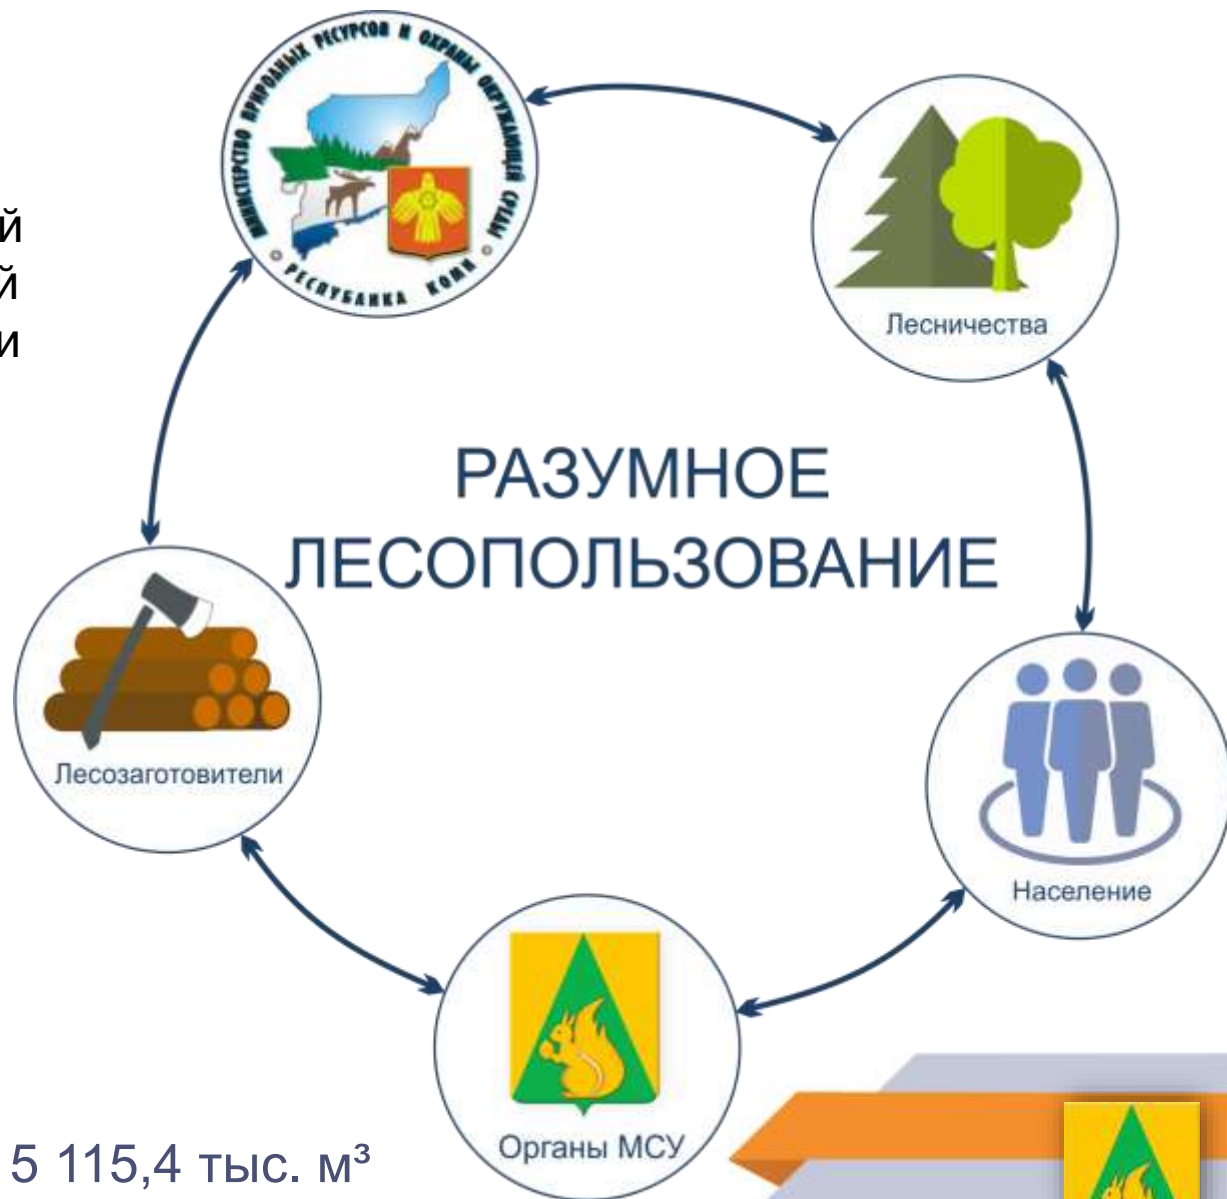 МИНИСТЕРСТВО ПРИРОДНЫХ РЕСУРСОВ И ОХРАНЫ ОКРУЖАЮЩЕЙ СРЕДЫ
РЕСПУБЛИКА КОМИ
Лесничества
й
й
и
РАЗУМНОЕ
ЛЕСОПОЛЬЗОВАНИЕ
Лесозаготовители
Население
Органы МСУ
5 115,4 тыс. м³